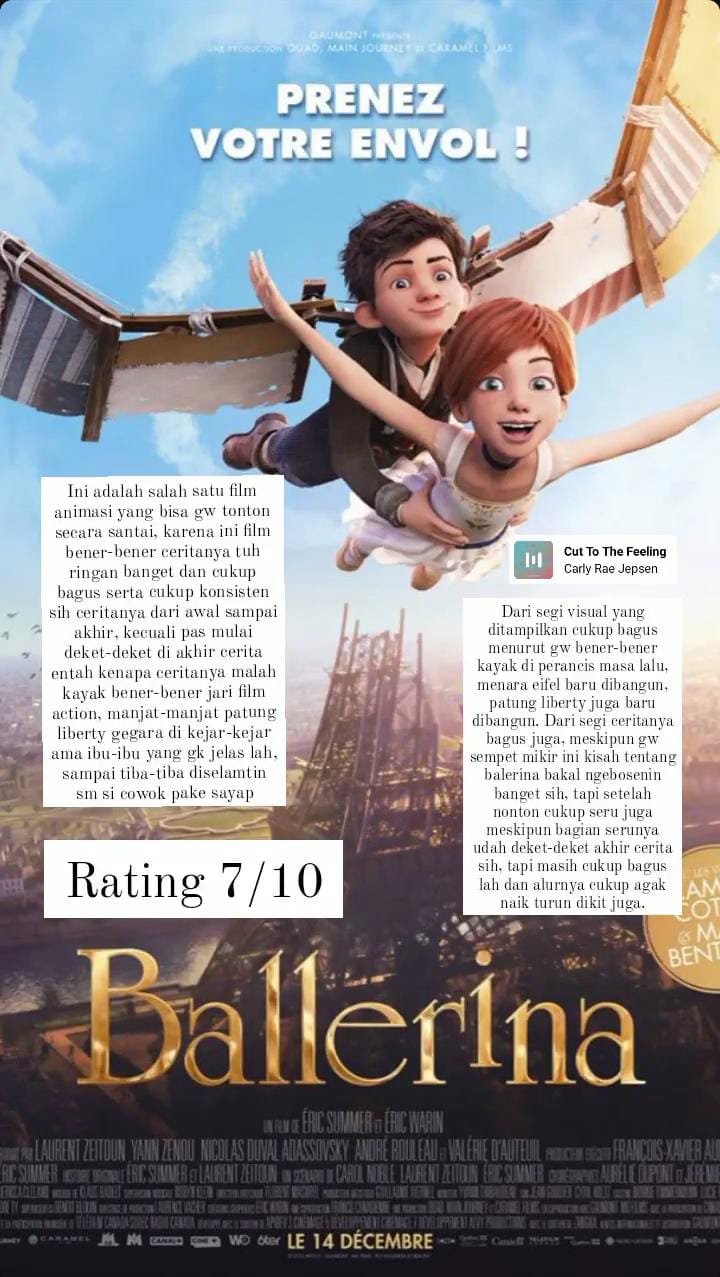 GAUMONT PRÉSENTE
UNE PRODUCTION QUAD, MAIN JOURNEY ET CARAMEL FILMS
PRENEZ
VOTRE ENVOL !
Ini adalah salah satu film
animasi yang bisa gw tonton
secara santai, karena ini film
bener-bener ceritanya tuh
ringan banget dan cukup
bagus serta cukup konsisten
sih ceritanya dari awal sampai
akhir, kecuali pas mulai
deket-deket di akhir cerita
entah kenapa ceritanya malah
kayak bener-bener jari film
action, manjat-manjat patung
liberty gegara di kejar-kejar
ama ibu-ibu yang gk jelas lah,
sampai tiba-tiba diselamtin
sm si cowok pake sayap
Cut To The Feeling
Carly Rae Jepsen
Dari segi visual yang
ditampilkan cukup bagus
menurut gw bener-bener
kayak di perancis masa lalu,
menara eifel baru dibangun,
patung liberty juga baru
dibangun. Dari segi ceritanya
bagus juga, meskipun gw
sempet mikir ini kisah tentang
balerina bakal ngebosenin
banget sih, tapi setelah
nonton cukup seru juga
meskipun bagian serunya
udah deket-deket akhir cerita
sih, tapi masih cukup bagus
lah dan alurnya cukup agak
naik turun dikit juga.
Rating 7/10
Ballerina
UN FILM DE ÉRIC SUMMER ET ÉRIC WARIN
LAURENT ZEITOUN YANN ZENOU NICOLAS DUVAL ADASSOVSKY ANDRÉ ROULEAU ET VALÉRIE D'AUTEUIL
ÉRIC SUMMER ET LAURENT ZEITOUN UN SCÉNARIO DE CAROL NOBLE LAURENT ZEITOUN ÉRIC SUMMER
CARAMEL CANAL+ CINE+ W9 6ter LE 14 DÉCEMBRE